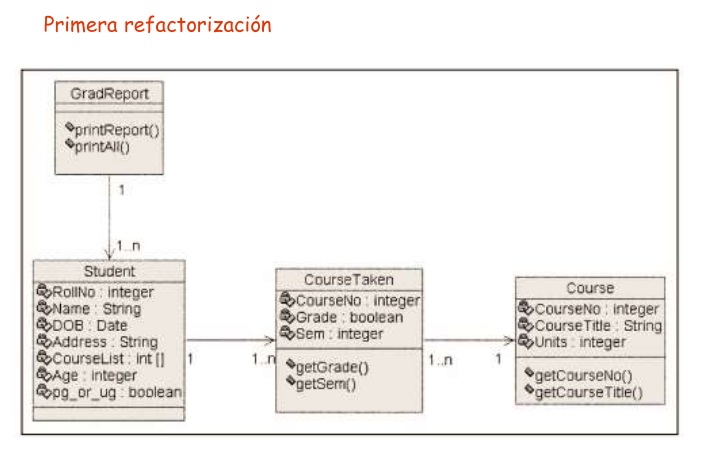 Primera refactorización
GradReport
printReport()
printAll()
1
1..n
Student
RollNo : integer
Name : String
DOB : Date
Address : String
CourseList : int []
Age : integer
pg_or_ug : boolean
1
1..n
CourseTaken
CourseNo : integer
Grade : boolean
Sem : integer
getGrade()
getSem()
1..n
1
Course
CourseNo : integer
CourseTitle : String
Units : integer
getCourseNo()
getCourseTitle()